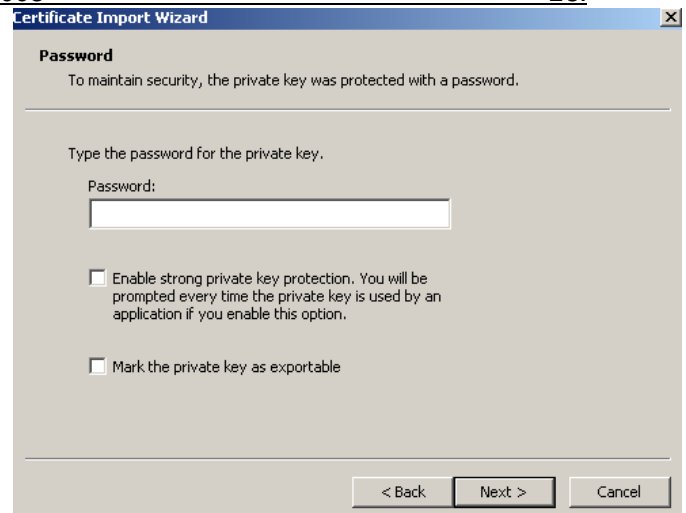 Certificate Import Wizard
Password
To maintain security, the private key was protected with a password.
Type the password for the private key.
Password:
Enable strong private key protection. You will
prompted every time the private key is used by an
application if you enable this option.
Mark the private key as exportable
< Back Next > Cancel